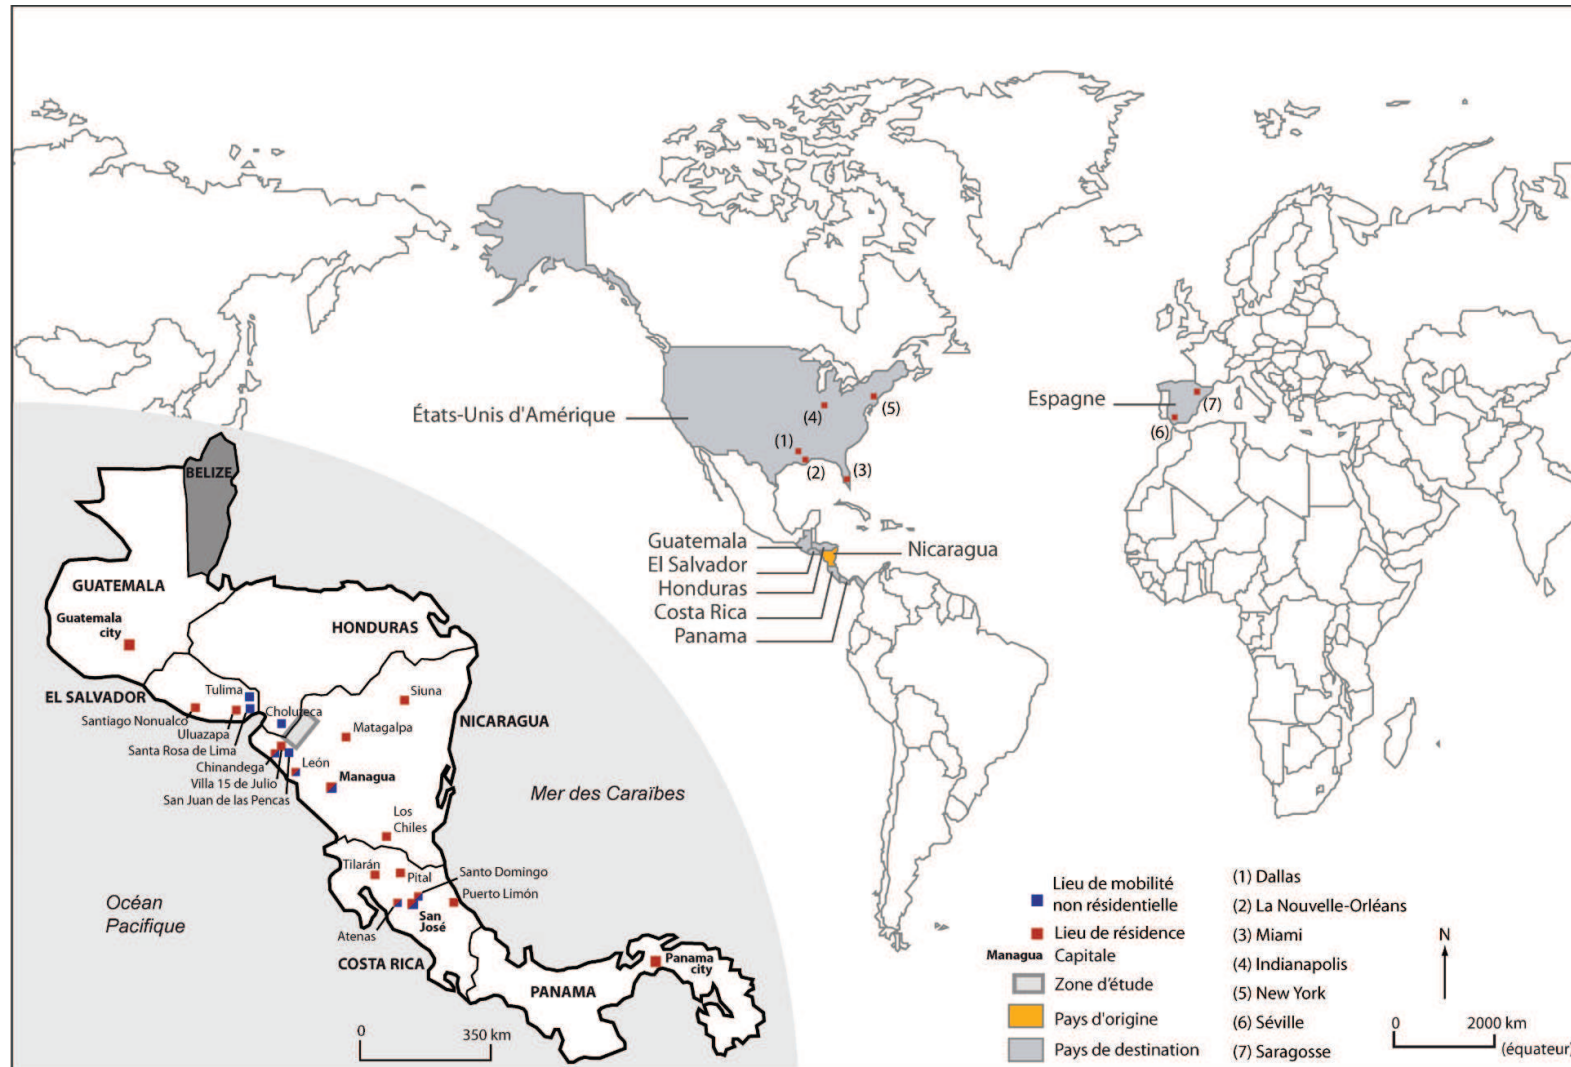 États-Unis d'Amérique
(4)
(5)
(1)
(2)
(3)
Espagne
(7)
(6)
Guatemala
El Salvador
Honduras
Costa Rica
Panama
Nicaragua
BELIZE
GUATEMALA
Guatemala
city
HONDURAS
EL SALVADOR
Tulima
Choluteca
Santiago Nonualco
Uluazapa
Santa Rosa de Lima
Chinandega
Villa 15 de Julio
San Juan de las Pencas
Siuna
NICARAGUA
Matagalpa
León
Managua
Los
Chiles
Mer des Caraïbes
Océan
Pacifique
Tilarán
Pital
Santo Domingo
Puerto Limón
San
José
Atenas
COSTA RICA
PANAMA
Panama
city
0
350 km
Lieu de mobilité
non résidentielle
Lieu de résidence
Managua Capitale
Zone d'étude
Pays d'origine
Pays de destination
(1) Dallas
(2) La Nouvelle-Orléans
(3) Miami
(4) Indianapolis
(5) New York
(6) Séville
(7) Saragosse
N
0
2000 km
(équateur)